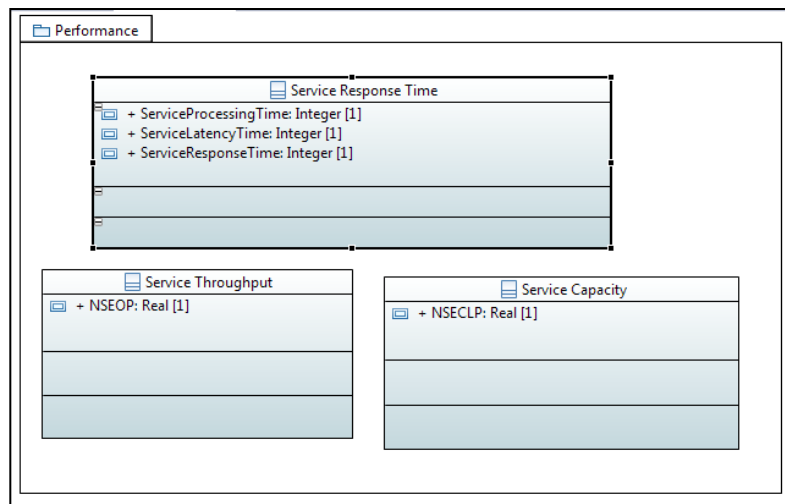 Performance
Service Response Time
+ ServiceProcessingTime: Integer [1]
+ ServiceLatencyTime: Integer [1]
+ ServiceResponseTime: Integer [1]
Service Throughput
+ NSEOP: Real [1]
Service Capacity
+ NSECLP: Real [1]